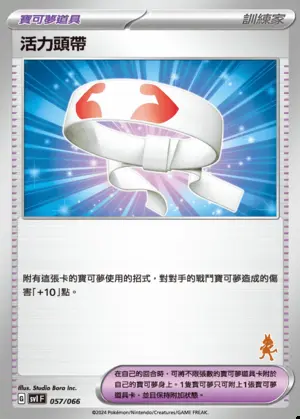 寶可夢道具
訓練家
活力頭帶
附有這張卡的寶可夢使用的招式，對對手的戰鬥寶可夢造成的傷
害「+10」點。
Illus. Studio Bora Inc.
G svI F 057/066
在自己的回合時，可將不限張數的寶可夢道具卡附於
自己的寶可夢身上。1隻寶可夢只可附上1張寶可夢道具
卡，並且保持附加狀態。
©2024 Pokémon/Nintendo/Creatures/GAME FREAK.